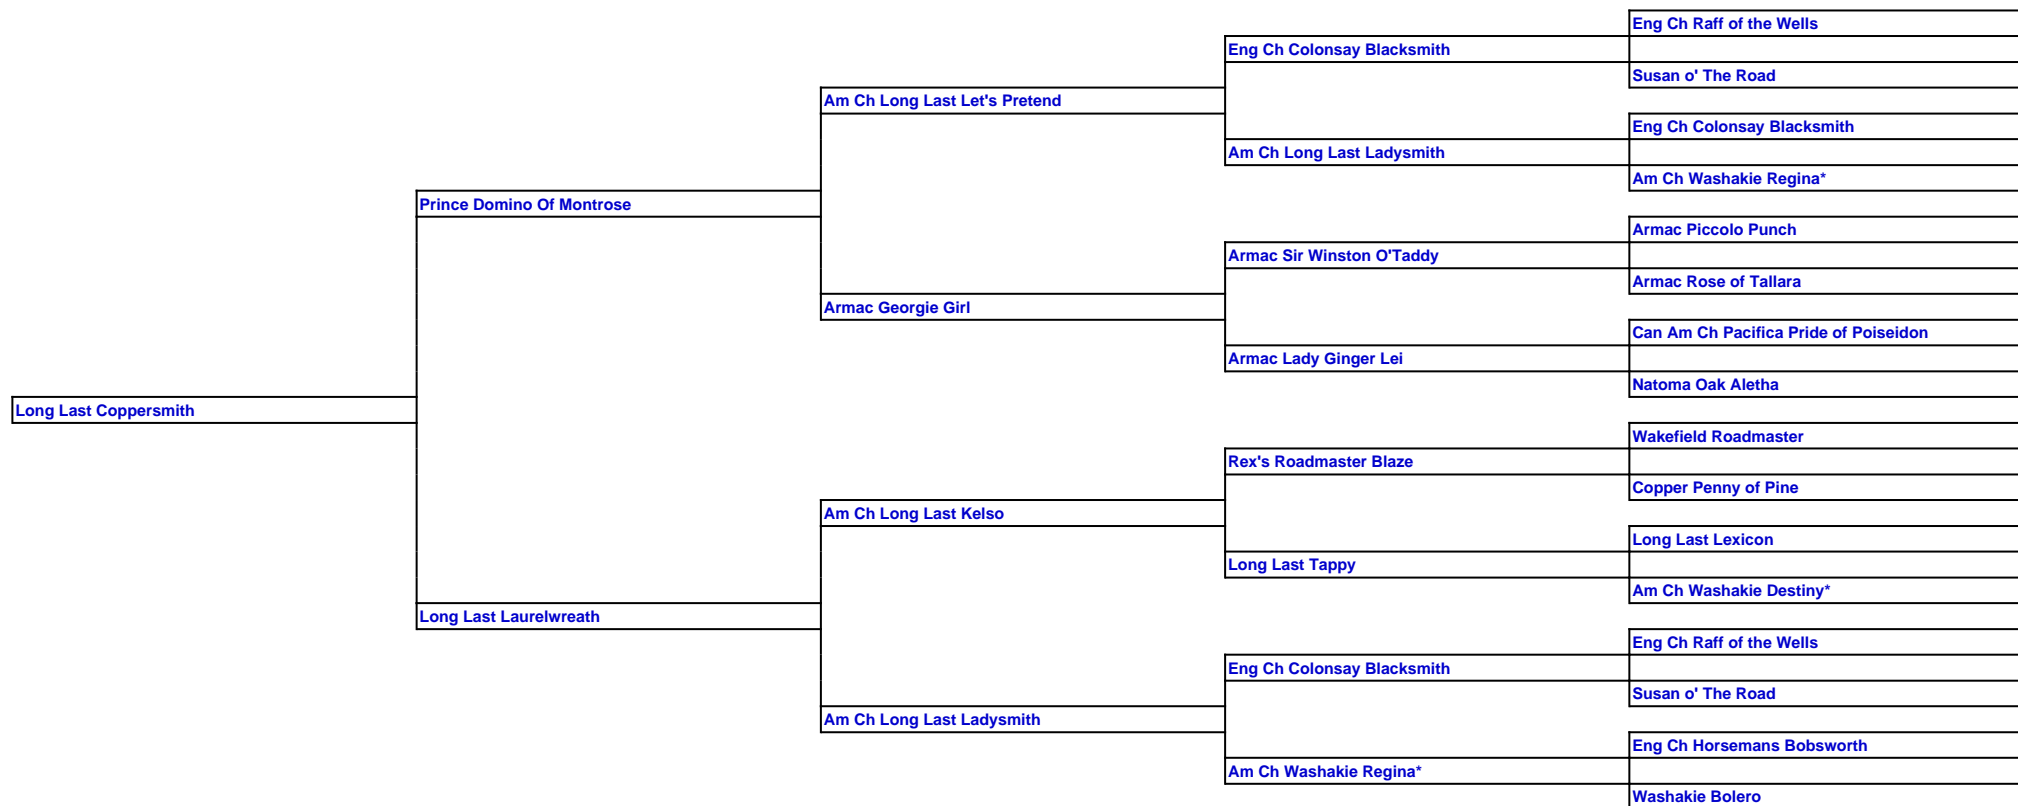 Eng Ch Raff of the Wells
Eng Ch Colonsay Blacksmith
Susan o' The Road
Am Ch Long Last Let's Pretend
Eng Ch Colonsay Blacksmith
Am Ch Long Last Ladysmith
Am Ch Washakie Regina*
Prince Domino Of Montrose
Armac Piccolo Punch
Armac Sir Winston O'Taddy
Armac Rose of Tallara
Armac Georgie Girl
Can Am Ch Pacifica Pride of Poiseidon
Armac Lady Ginger Lei
Natoma Oak Aletha
Long Last Coppersmith
Wakefield Roadmaster
Rex's Roadmaster Blaze
Copper Penny of Pine
Am Ch Long Last Kelso
Long Last Lexicon
Long Last Tappy
Am Ch Washakie Destiny*
Long Last Laurelwreath
Eng Ch Raff of the Wells
Eng Ch Colonsay Blacksmith
Susan o' The Road
Am Ch Long Last Ladysmith
Eng Ch Horsemans Bobsworth
Am Ch Washakie Regina*
Washakie Bolero